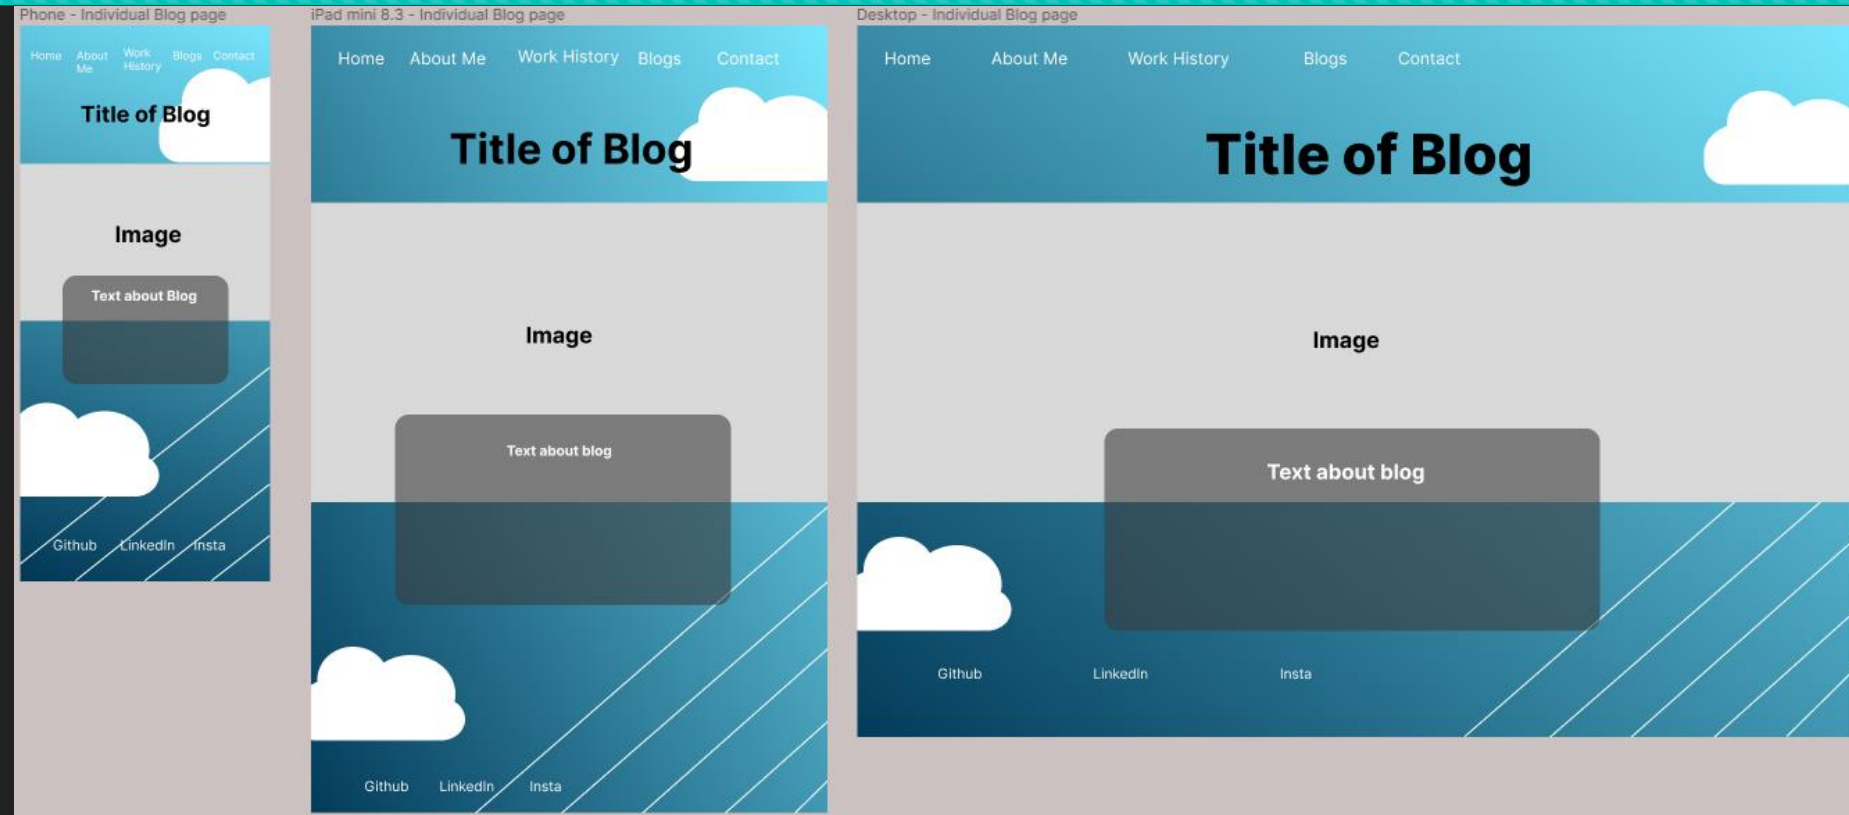 Phone - Individual Blog page
Home About Me Work History Blogs Contact
Title of Blog
Image
Text about Blog
Github LinkedIn Insta
iPad mini 8.3 - Individual Blog page
Home About Me Work History Blogs Contact
Title of Blog
Image
Text about blog
Github LinkedIn Insta
Desktop - Individual Blog page
Home About Me Work History Blogs Contact
Title of Blog
Image
Text about blog
Github LinkedIn Insta